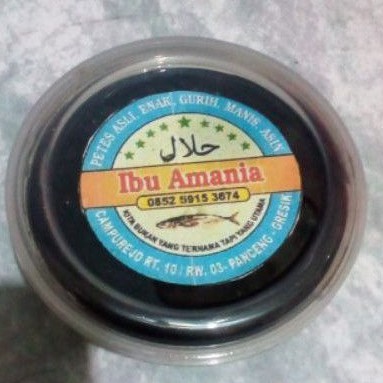 PETES ASLI, ENAK, GURIH, MANIS, ASIN
حلال
Ibu Amania
0852 5915 3674
KITA BUKAN YANG TERNAMA TAPI YANG UTAMA
CAMPUREJO RT. 10 / RW. 03- PANCENG - GRESIK